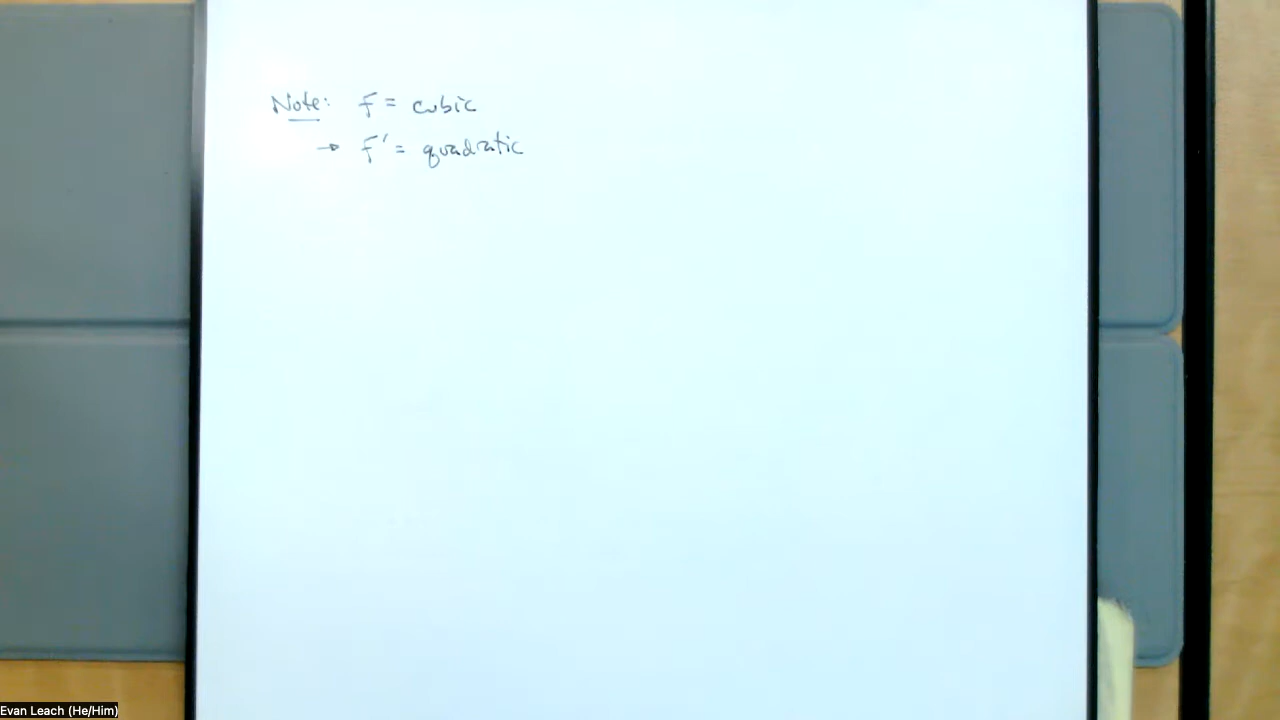 Note: f = cubic
→ f' = quadratic
Evan Leach (He/Him)